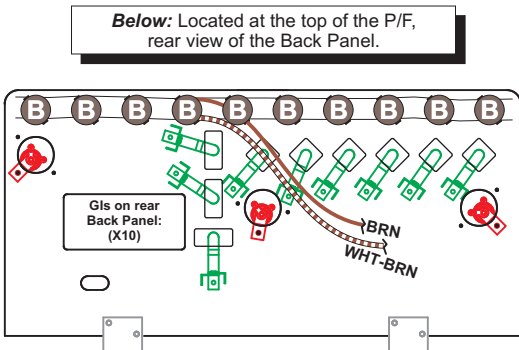 Below: Located at the top of the P/F,
rear view of the Back Panel.
B B B B B B B B B B
GIs on rear
Back Panel:
(X10)
BRN
WHT-BRN